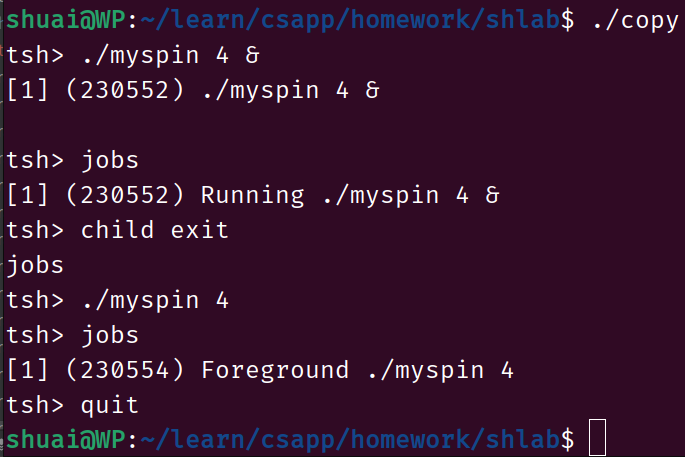 shuai@WP:~/learn/csapp/homework/shlab$ ./copy
tsh> ./myspin 4 &
[1] (230552) ./myspin 4 &
tsh> jobs
[1] (230552) Running ./myspin 4 &
tsh> child exit
jobs
tsh> ./myspin 4
tsh> jobs
[1] (230554) Foreground ./myspin 4
tsh> quit
shuai@WP:~/learn/csapp/homework/shlab$